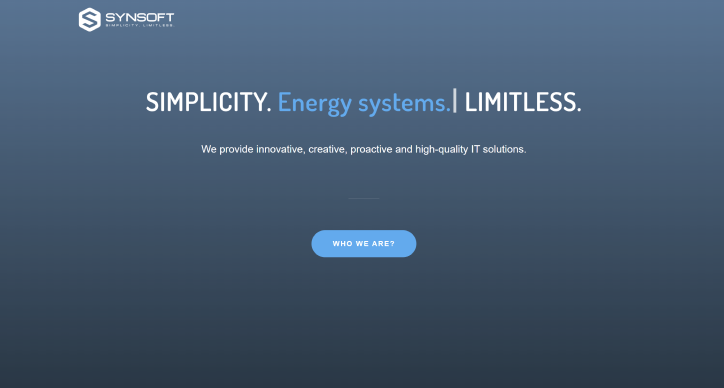 SYNSOFT
SIMPLICITY. LIMITLESS.
SIMPLICITY. Energy systems.| LIMITLESS.
We provide innovative, creative, proactive and high-quality IT solutions.
WHO WE ARE?